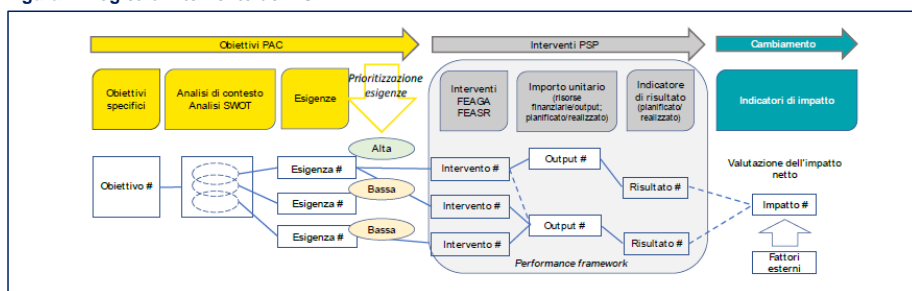 Obiettivi PAC
Interventi PSP
Cambiamento
Obiettivi
specifici
Analisi di contesto
Analisi SWOT
Esigenze
Prioritizzazione
esigenze
Interventi
FEAGA
FEASR
Importo unitario
(risorse
finanziarie/output;
pianificato/realizzato)
Indicatore
di risultato
(pianificato/
realizzato)
Indicatori di impatto
Alta
Bassa
Bassa
Obiettivo #
Esigenza #
Esigenza #
Esigenza #
Intervento #
Intervento #
Intervento #
Output #
Output #
Risultato #
Risultato #
Performance framework
Valutazione dell'impatto
netto
Impatto #
Fattori
esterni